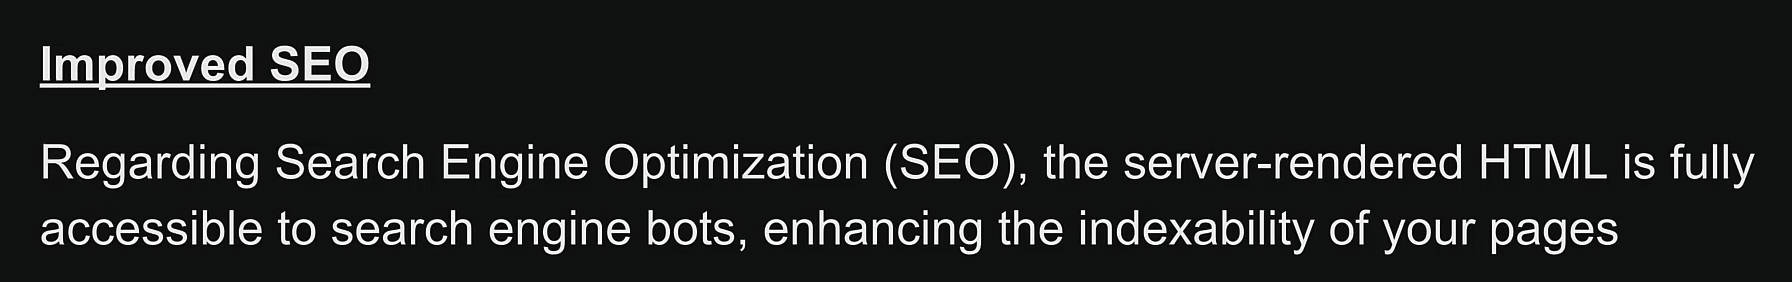 Improved SEO
Regarding Search Engine Optimization (SEO), the server-rendered HTML is fully
accessible to search engine bots, enhancing the indexability of your pages